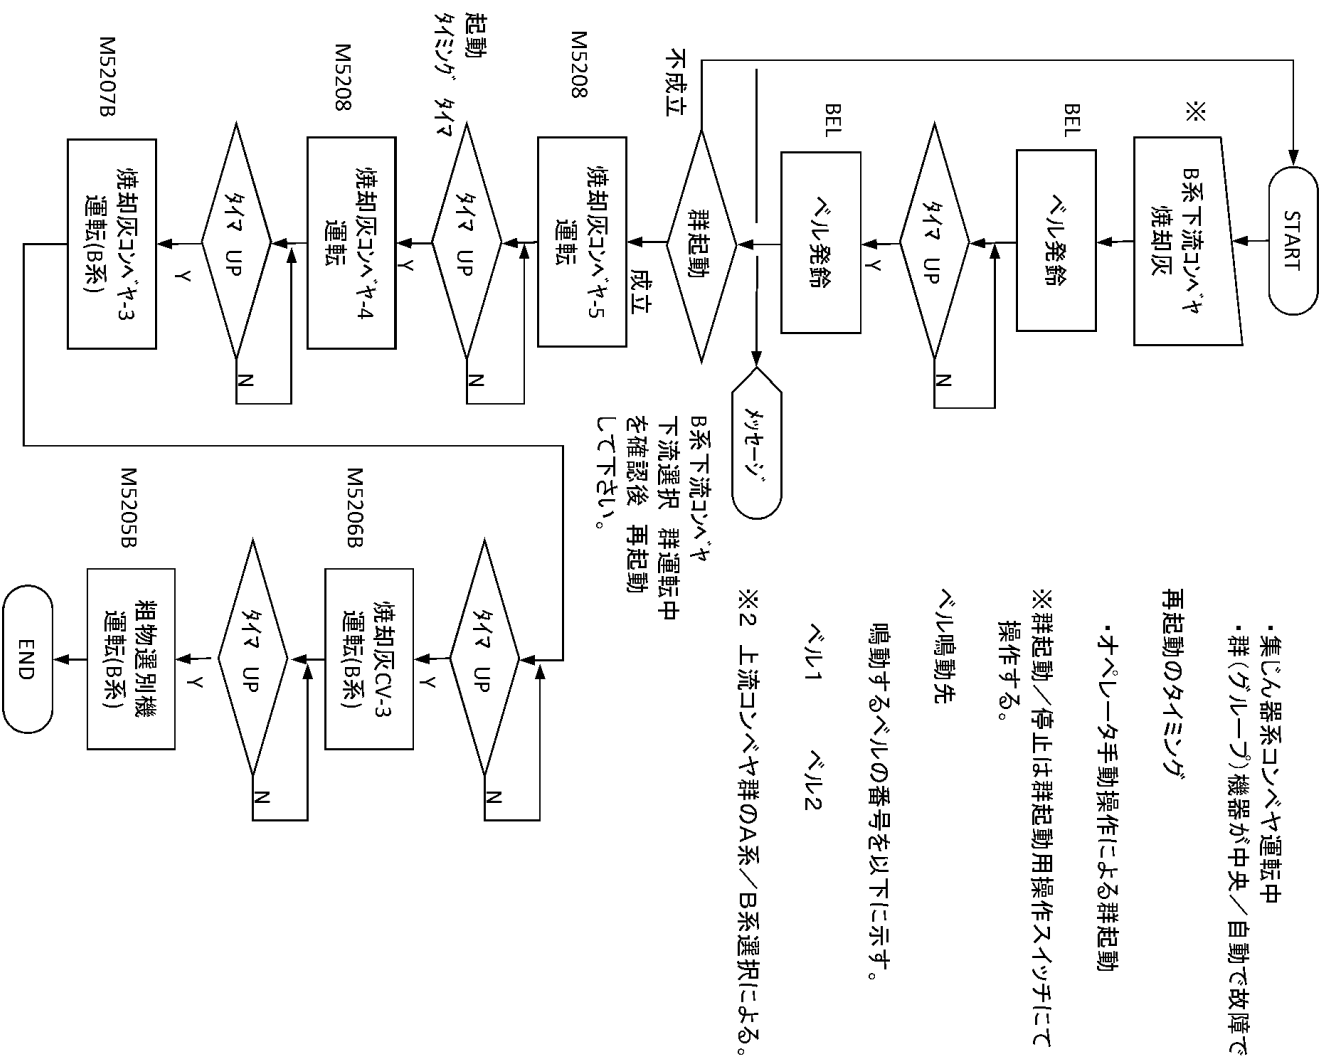 START
※
B系下流コンベヤ
焼却灰
BEL
ベル発鈴
タイマ UP
N
Y
BEL
ベル発鈴
メッセージ
B系下流コンベヤ
下流選択 群運転中
を確認後 再起動
して下さい。
群起動
不成立
成立
M5208
焼却灰コンベヤ-5
運転
起動
タイミング タイマ
タイマ UP
N
Y
M5208
焼却灰コンベヤ-4
運転
タイマ UP
N
Y
M5207B
焼却灰コンベヤ-3
運転(B系)
タイマ UP
N
Y
M5206B
焼却灰CV-3
運転(B系)
タイマ UP
N
Y
M5205B
粗物選別機
運転(B系)
END
・集じん器系コンベヤ運転中
・群(グループ)機器が中央／自動で故障で
再起動のタイミング
・オペレータ手動操作による群起動
※群起動／停止は群起動用操作スイッチにて
操作する。
ベル鳴動先
鳴動するベルの番号を以下に示す。
ベル1 ベル2
※2 上流コンベヤ群のA系／B系選択による。